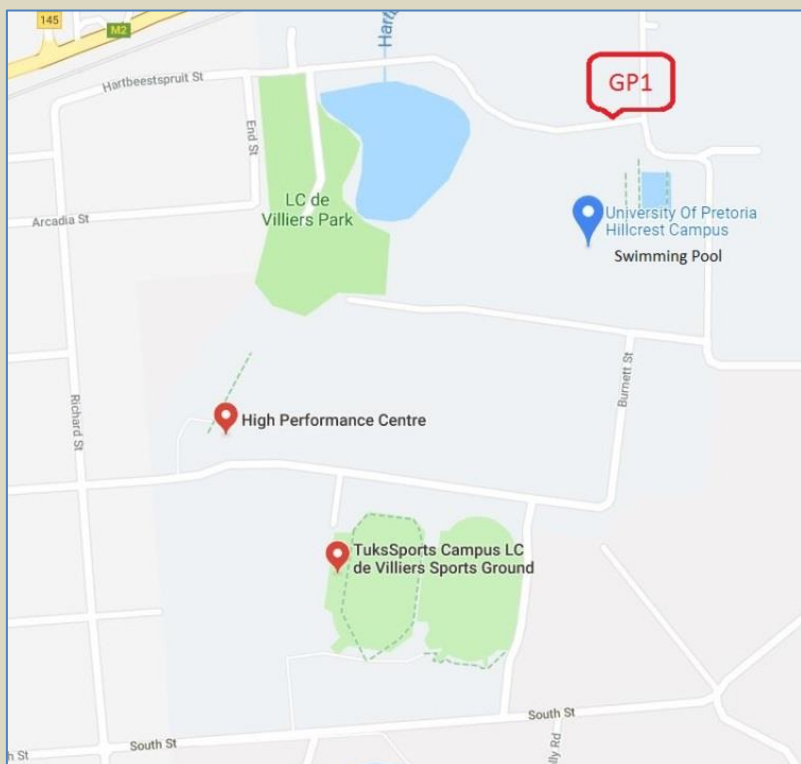 145
M2
Hartbeestspruit St
GP1
End St
LC de
Villiers Park
Arcadia St
University Of Pretoria
Hillcrest Campus
Swimming Pool
Burnett St
Richard St
High Performance Centre
TuksSports Campus LC
de Villiers Sports Ground
South St
South St